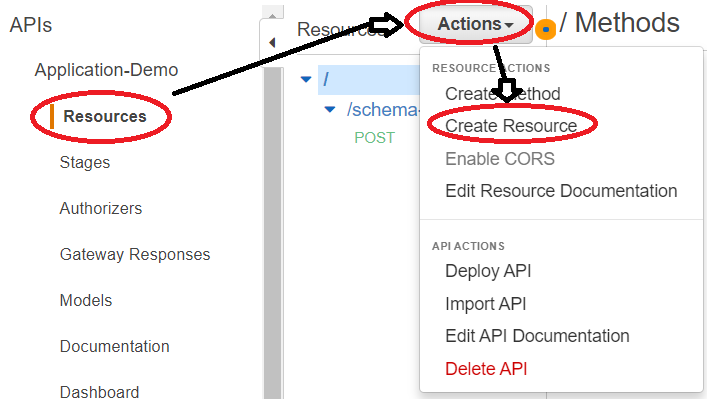 APIs
Application-Demo
Resources
Stages
Authorizers
Gateway Responses
Models
Documentation
Dashboard
Resources
Actions
/ Methods
/
/schema-
POST
RESOURCE ACTIONS
Create Method
Create Resource
Enable CORS
Edit Resource Documentation
API ACTIONS
Deploy API
Import API
Edit API Documentation
Delete API